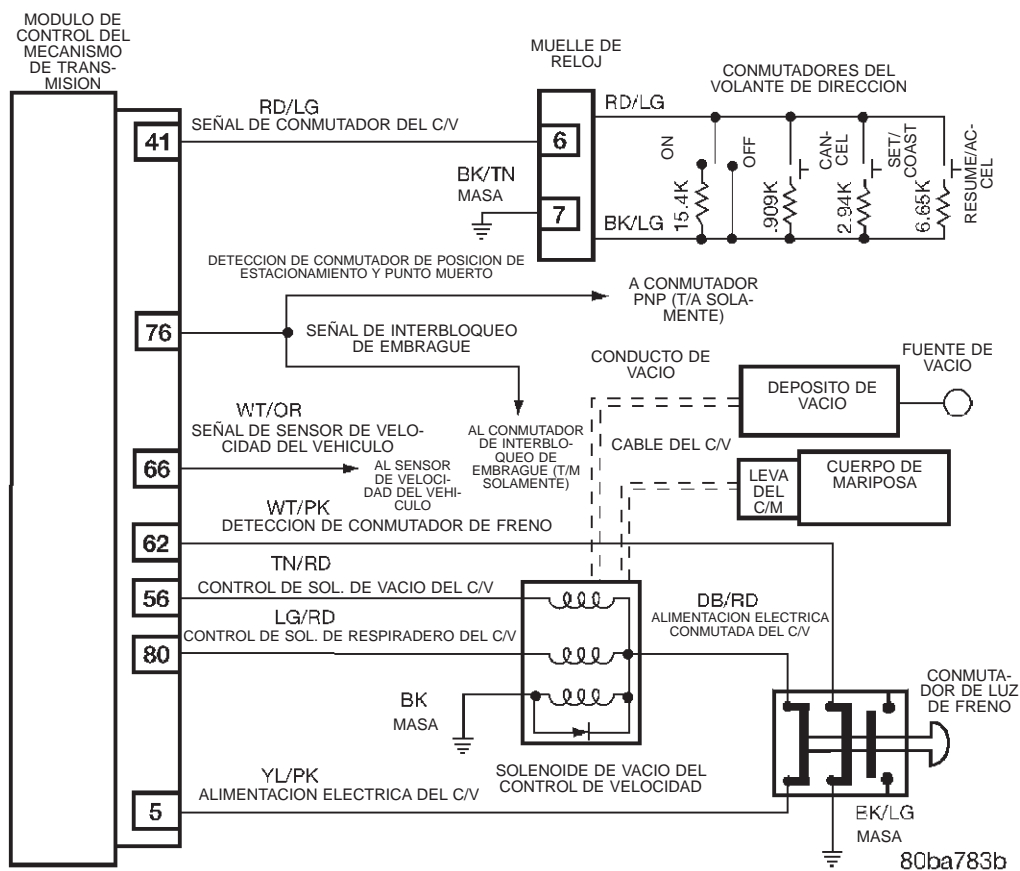 MODULO DE
CONTROL DEL
MECANISMO
DE TRANS-
MISION
41
RD/LG
SEÑAL DE CONMUTADOR DEL C/V
BK/TN
MASA
MUELLE DE
RELOJ
6
7
RD/LG
BK/LG
CONMUTADORES DEL
VOLANTE DE DIRECCION
ON
OFF
CAN-
CEL
SET/
COAST
RESUME/AC-
CEL
15.4K
.909K
2.94K
6.65K
DETECCION DE CONMUTADOR DE POSICION DE
ESTACIONAMIENTO Y PUNTO MUERTO
A CONMUTADOR
PNP (T/A SOLA-
MENTE)
76
SEÑAL DE INTERBLOQUEO
DE EMBRAGUE
AL CONMUTADOR
DE INTERBLO-
QUEO DE
EMBRAGUE (T/M
SOLAMENTE)
CONDUCTO DE
VACIO
DEPOSITO DE
VACIO
FUENTE DE
VACIO
CABLE DEL C/V
LEVA
DEL
C/M
CUERPO DE
MARIPOSA
WT/OR
SEÑAL DE SENSOR DE VELO-
CIDAD DEL VEHICULO
66
AL SENSOR
DE VELOCI-
DAD DEL VEHI-
CULO
WT/PK
DETECCION DE CONMUTADOR DE FRENO
62
TN/RD
CONTROL DE SOL. DE VACIO DEL C/V
56
LG/RD
CONTROL DE SOL. DE RESPIRADERO DEL C/V
80
DB/RD
ALIMENTACION ELECTRICA
CONMUTADA DEL C/V
BK
MASA
SOLENOIDE DE VACIO DEL
CONTROL DE VELOCIDAD
CONMUTA-
DOR DE LUZ
DE FRENO
YL/PK
ALIMENTACION ELECTRICA DEL C/V
5
BK/LG
MASA
80ba783b